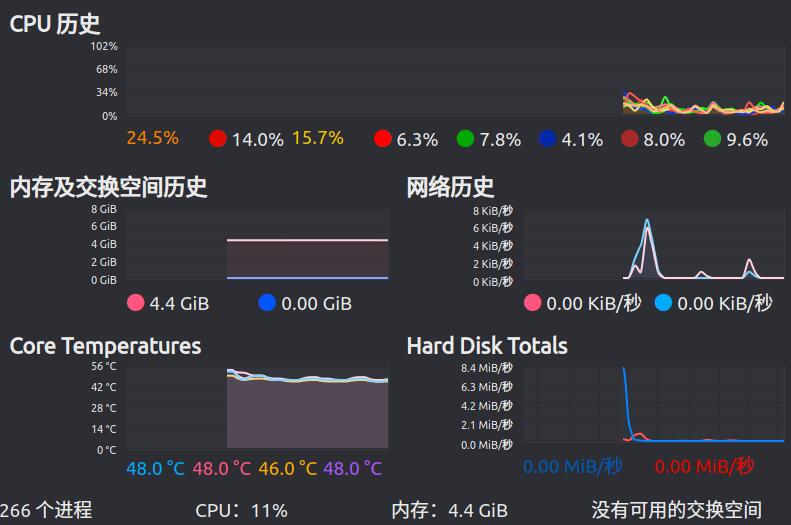 CPU 历史
102%
68%
34%
0%
24.5% 14.0% 15.7% 6.3% 7.8% 4.1% 8.0% 9.6%
内存及交换空间历史
8 GiB
6 GiB
4 GiB
2 GiB
0 GiB
4.4 GiB 0.00 GiB
网络历史
8 KiB/秒
6 KiB/秒
4 KiB/秒
2 KiB/秒
0 KiB/秒
0.00 KiB/秒 0.00 KiB/秒
Core Temperatures
56 °C
42 °C
28 °C
14 °C
0 °C
48.0 °C 48.0 °C 46.0 °C 48.0 °C
Hard Disk Totals
8.4 MiB/秒
6.3 MiB/秒
4.2 MiB/秒
2.1 MiB/秒
0.0 MiB/秒
0.00 MiB/秒 0.00 MiB/秒
266 个进程 CPU：11% 内存：4.4 GiB 没有可用的交换空间